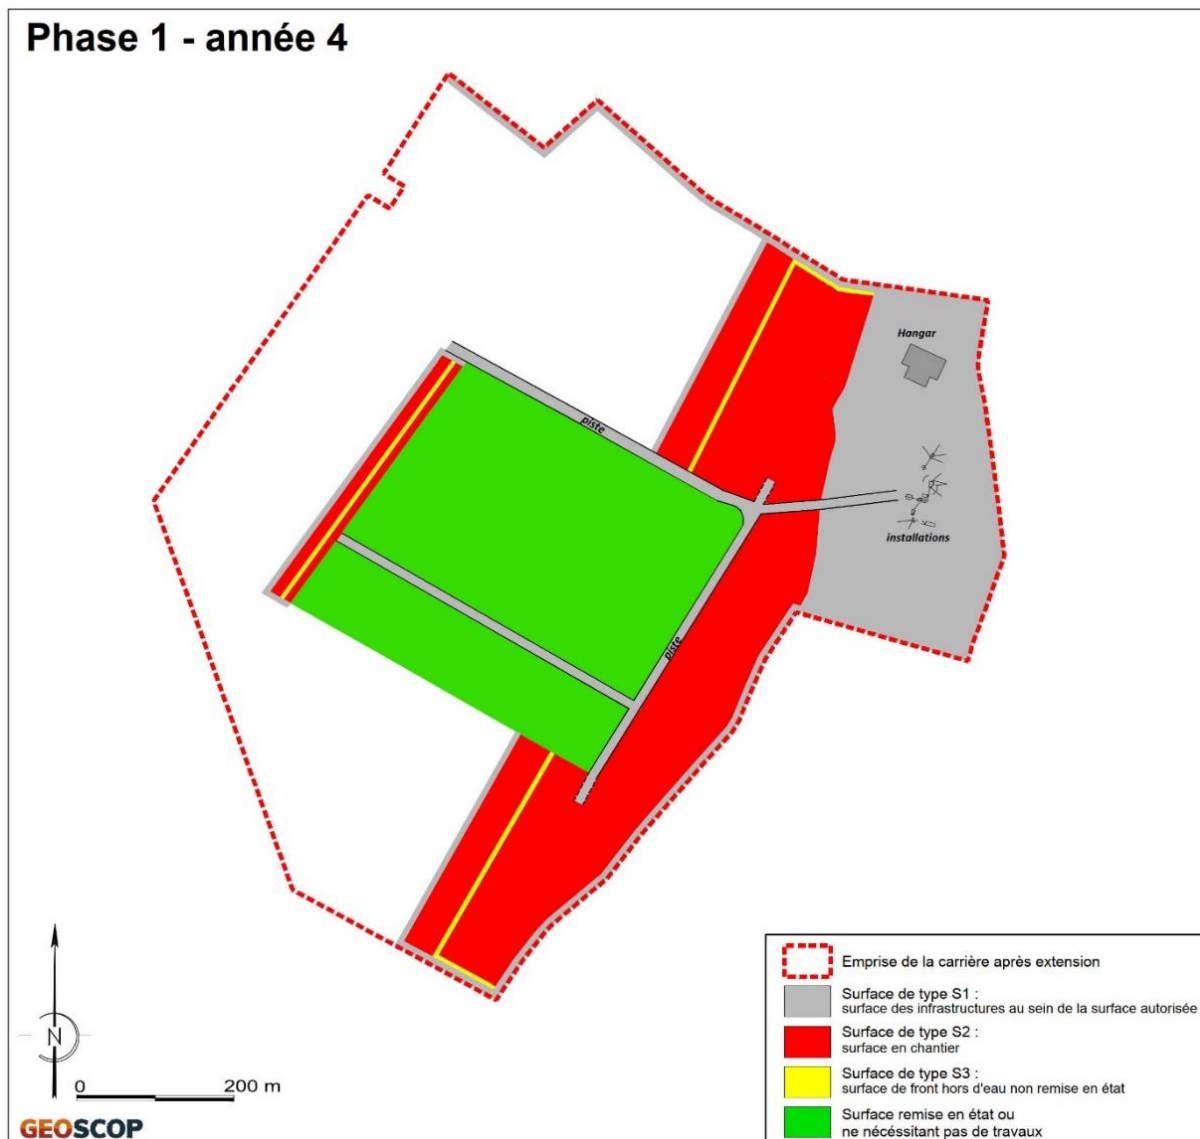 Phase 1 - année 4
Hangar
piste
installations
piste
N
0 200 m
GEOSCOP
Emprise de la carrière après extension
Surface de type S1 :
surface des infrastructures au sein de la surface autorisée
Surface de type S2 :
surface en chantier
Surface de type S3 :
surface de front hors d'eau non remise en état
Surface remise en état ou
ne nécéssitant pas de travaux